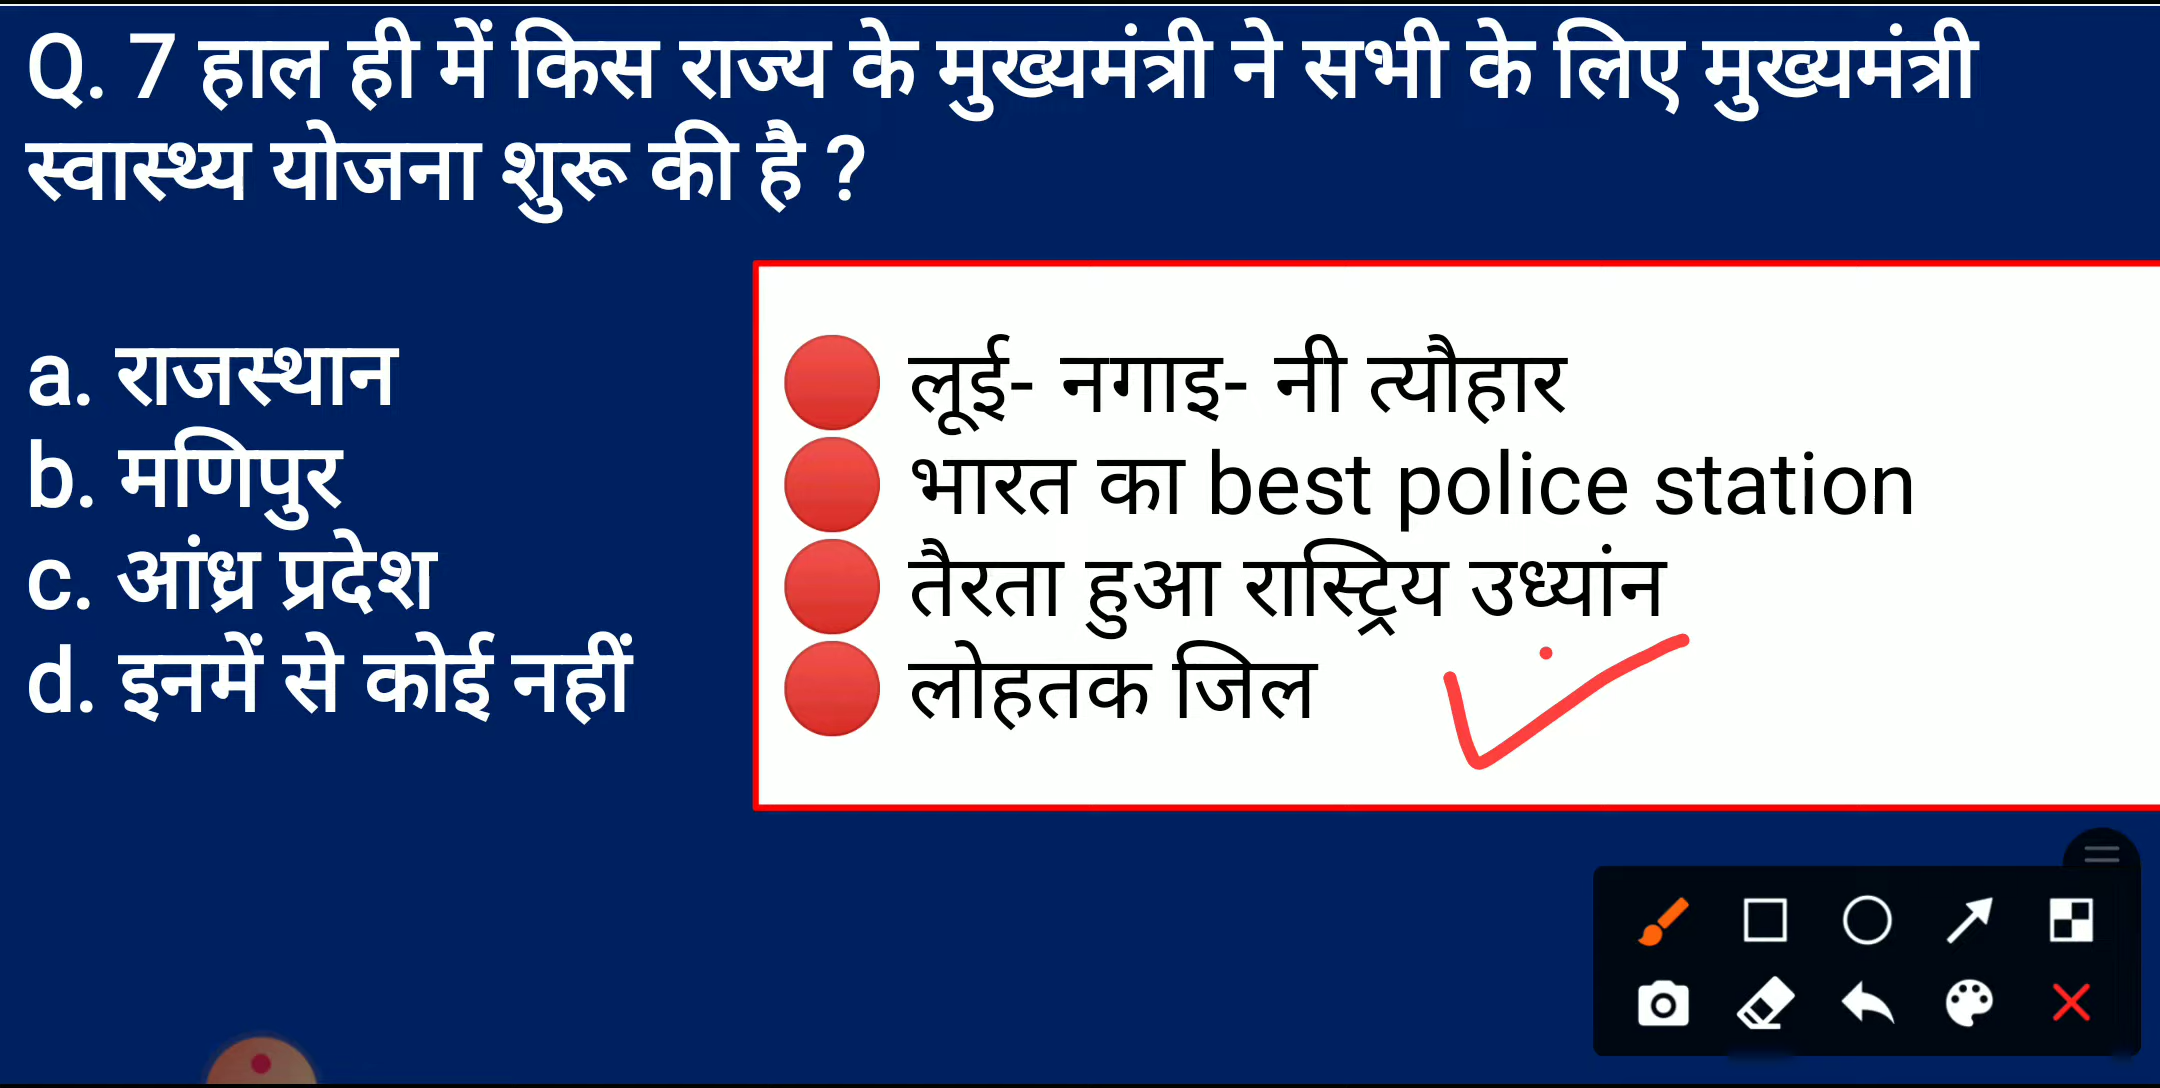 Q. 7 हाल ही में किस राज्य के मुख्यमंत्री ने सभी के लिए मुख्यमंत्री
स्वास्थ्य योजना शुरू की है ?
a. राजस्थान
b. मणिपुर
c. आंध्र प्रदेश
d. इनमें से कोई नहीं
लूई- नगाइ- नी त्यौहार
भारत का best police station
तैरता हुआ रास्ट्रिय उध्यांन
लोहतक जिल